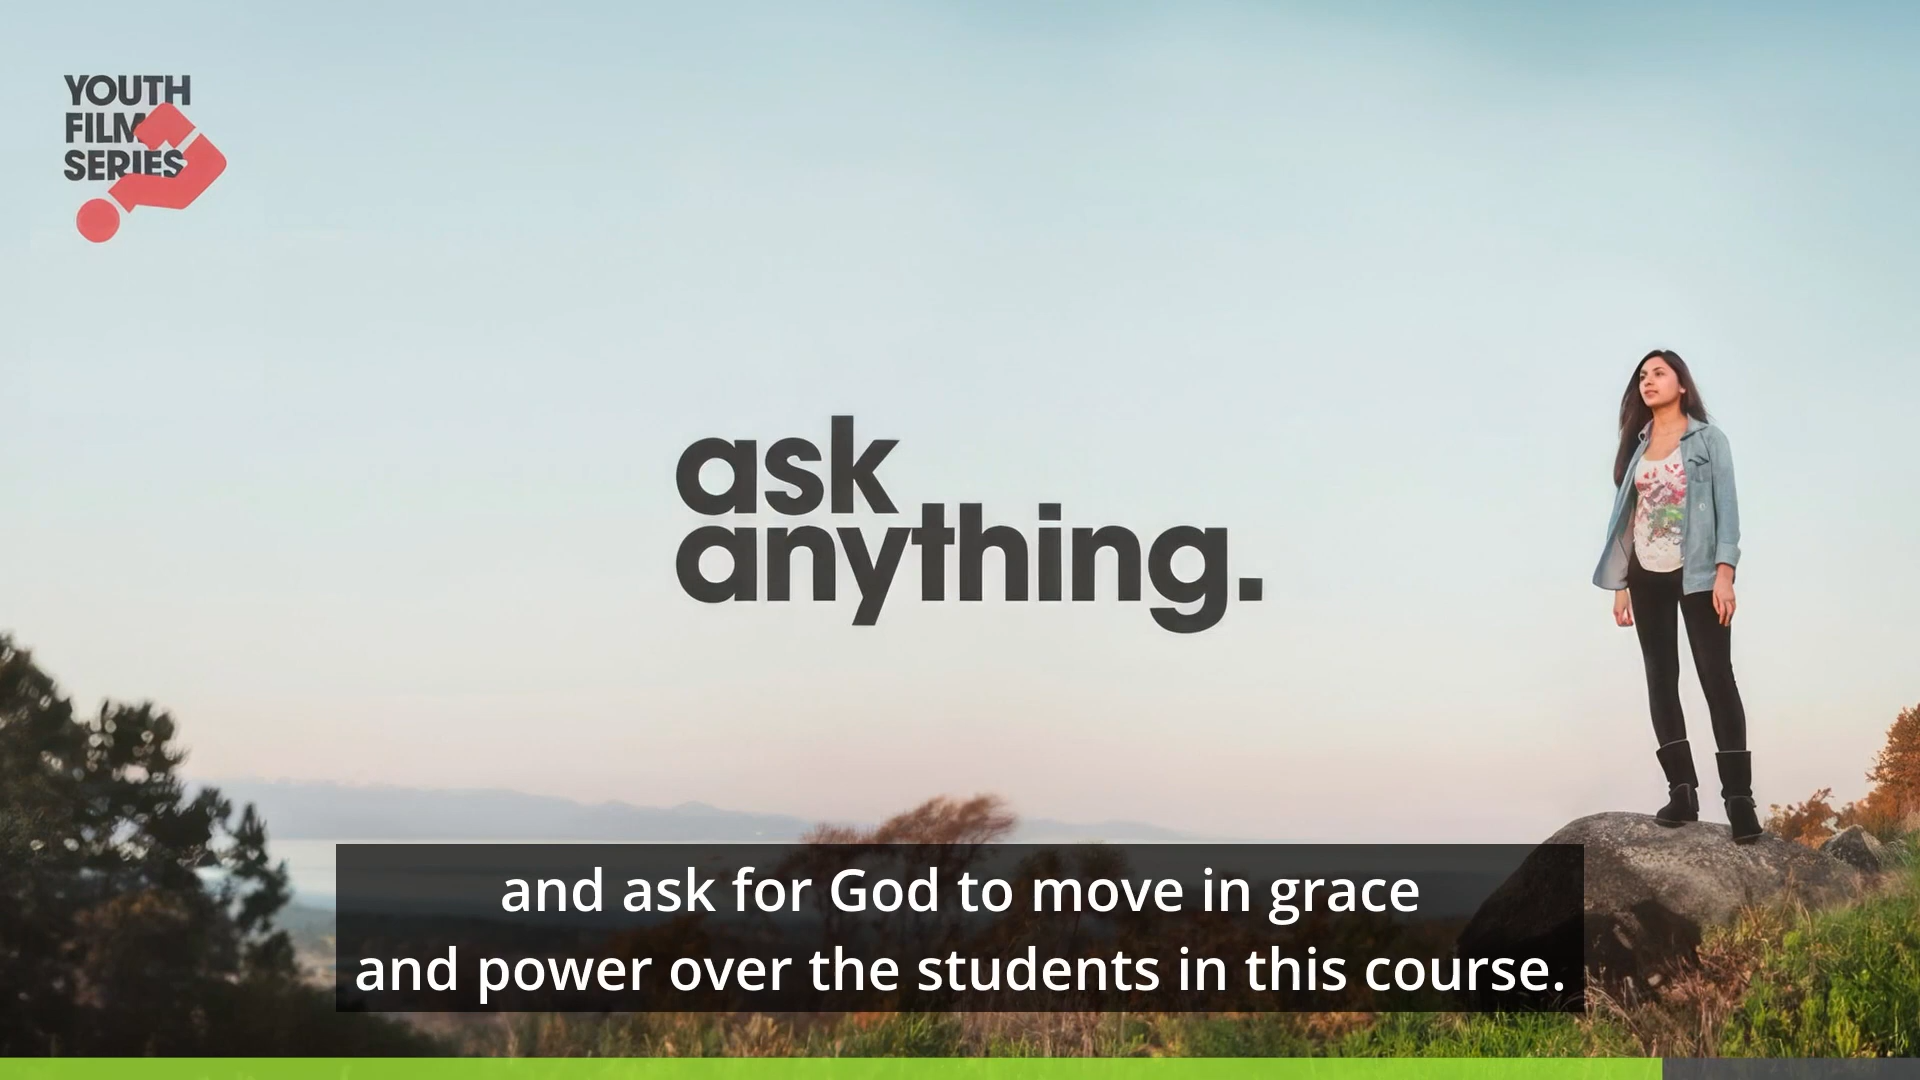 YOUTH
FILM
SERIES
ask
anything.
and ask for God to move in grace
and power over the students in this course.